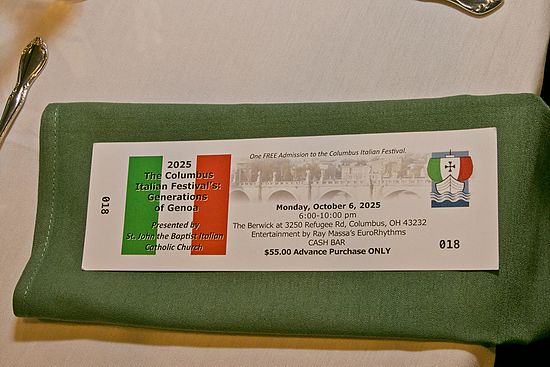 018
2025
The Columbus
Italian Festival's:
Generations
of Genoa
Presented by
St. John the Baptist Italian
Catholic Church
One FREE Admission to the Columbus Italian Festival.
Monday, October 6, 2025
6:00-10:00 pm
The Berwick at 3250 Refugee Rd, Columbus, OH 43232
Entertainment by Ray Massa's EuroRhythms
CASH BAR
$55.00 Advance Purchase ONLY
018